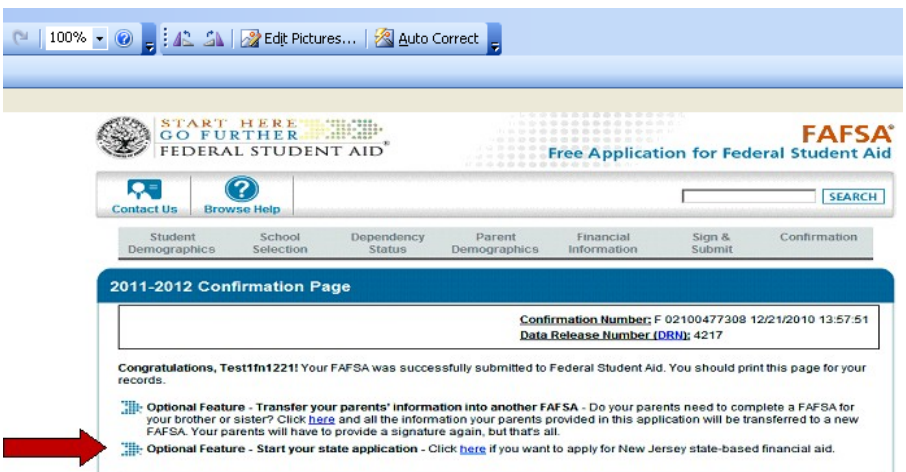 100%
Edit Pictures...
Auto Correct
START HERE
GO FURTHER
FEDERAL STUDENT AID®
FAFSA®
Free Application for Federal Student Aid
Contact Us
Browse Help
SEARCH
Student Demographics
School Selection
Dependency Status
Parent Demographics
Financial Information
Sign & Submit
Confirmation
2011-2012 Confirmation Page
Confirmation Number: F 02100477308 12/21/2010 13:57:51
Data Release Number (DRN): 4217
Congratulations, Test1fn1221! Your FAFSA was successfully submitted to Federal Student Aid. You should print this page for your
records.
Optional Feature - Transfer your parents' information into another FAFSA - Do your parents need to complete a FAFSA for
your brother or sister? Click here and all the information your parents provided in this application will be transferred to a new
FAFSA. Your parents will have to provide a signature again, but that's all.
Optional Feature - Start your state application - Click here if you want to apply for New Jersey state-based financial aid.